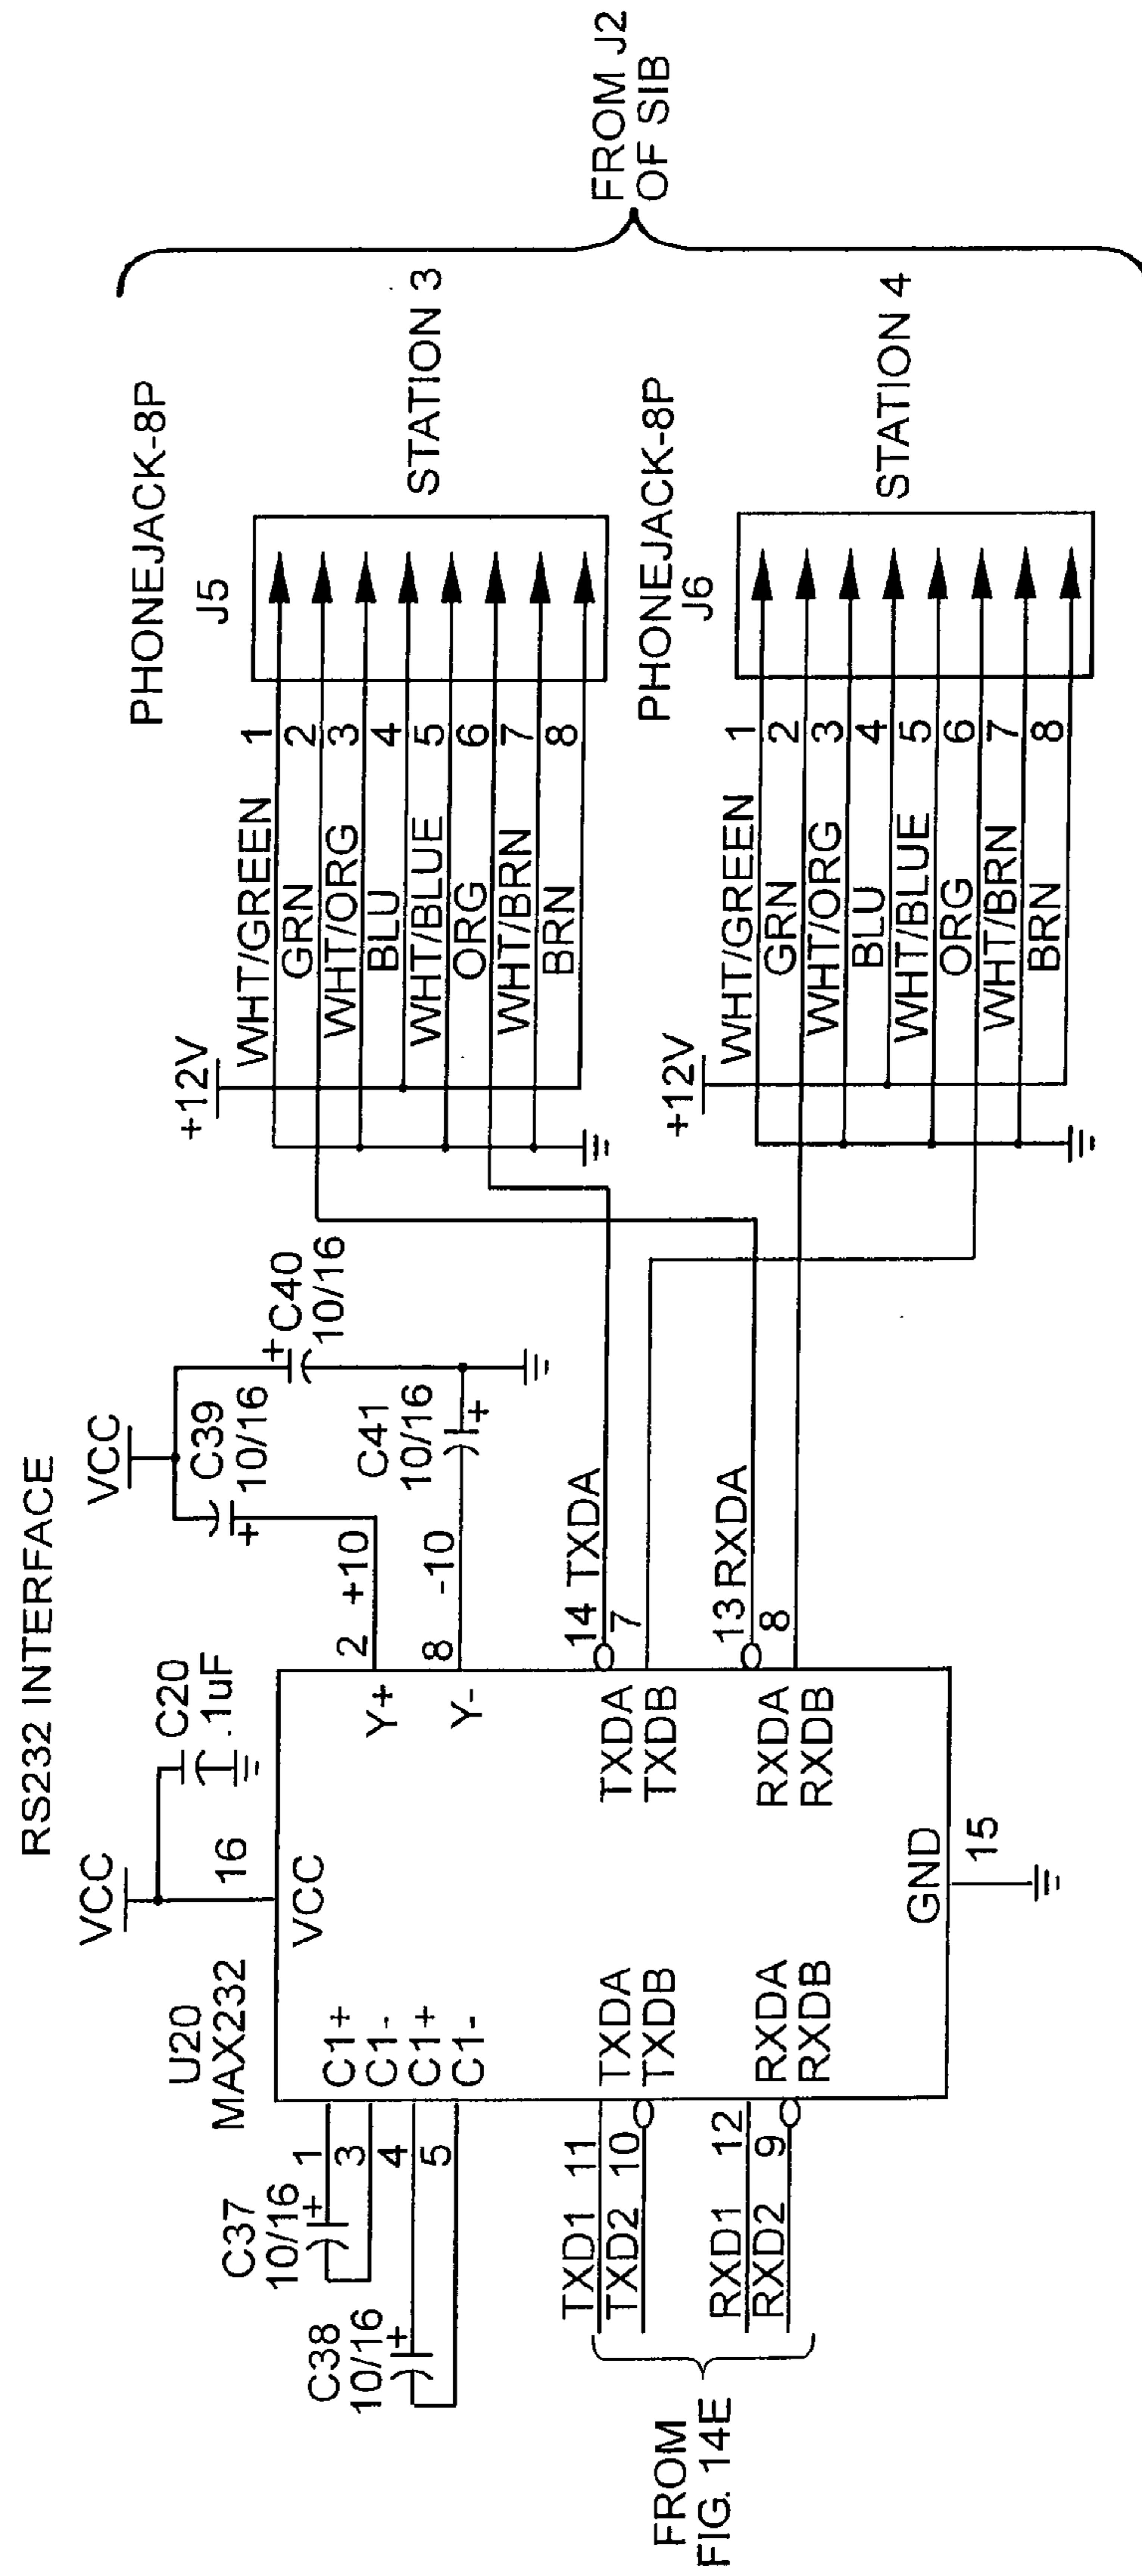 RS232 INTERFACE
VCC
VCC
C20
.1uF
16
U20
MAX232
C39
10/16
+
+
C40
10/16
C41
10/16
+
2 +10
8 -10
C37
10/16
+
C38
10/16
+
1
3
4
5
C1+
C1-
C1+
C1-
VCC
Y+
Y-
TXD1 11
TXD2 10
RXD1 12
RXD2 9
TXDA
TXDB
RXDA
RXDB
TXDA
TXDB
RXDA
RXDB
14 TXDA
7
13 RXDA
8
GND
15
FROM
FIG. 14E
PHONEJACK-8P
J5
+12V
WHT/GREEN 1
GRN 2
WHT/ORG 3
BLU 4
WHT/BLUE 5
ORG 6
WHT/BRN 7
BRN 8
STATION 3
PHONEJACK-8P
J6
+12V
WHT/GREEN 1
GRN 2
WHT/ORG 3
BLU 4
WHT/BLUE 5
ORG 6
WHT/BRN 7
BRN 8
STATION 4
FROM J2
OF SIB